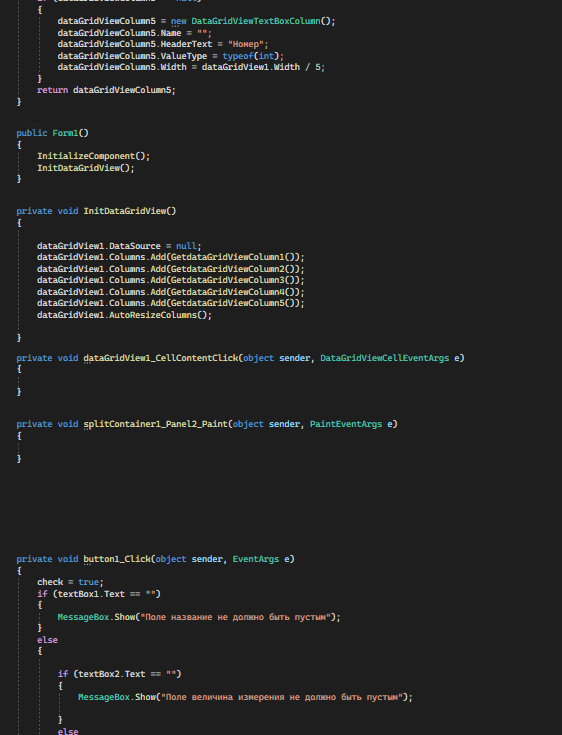 {
dataGridViewColumn5 = new DataGridViewTextBoxColumn();
dataGridViewColumn5.Name = "";
dataGridViewColumn5.HeaderText = "Номер";
dataGridViewColumn5.ValueType = typeof(int);
dataGridViewColumn5.Width = dataGridView1.Width / 5;
}
return dataGridViewColumn5;
}
public Form1()
{
InitializeComponent();
InitDataGridView();
}
private void InitDataGridView()
{
dataGridView1.DataSource = null;
dataGridView1.Columns.Add(GetdataGridViewColumn1());
dataGridView1.Columns.Add(GetdataGridViewColumn2());
dataGridView1.Columns.Add(GetdataGridViewColumn3());
dataGridView1.Columns.Add(GetdataGridViewColumn4());
dataGridView1.Columns.Add(GetdataGridViewColumn5());
dataGridView1.AutoResizeColumns();
}
private void dataGridView1_CellContentClick(object sender, DataGridViewCellEventArgs e)
{
}
private void splitContainer1_Panel2_Paint(object sender, PaintEventArgs e)
{
}
private void button1_Click(object sender, EventArgs e)
{
check = true;
if (textBox1.Text == "")
{
MessageBox.Show("Поле название не должно быть пустым");
}
else
{
if (textBox2.Text == "")
{
MessageBox.Show("Поле величина измерения не должно быть пустым");
}
else